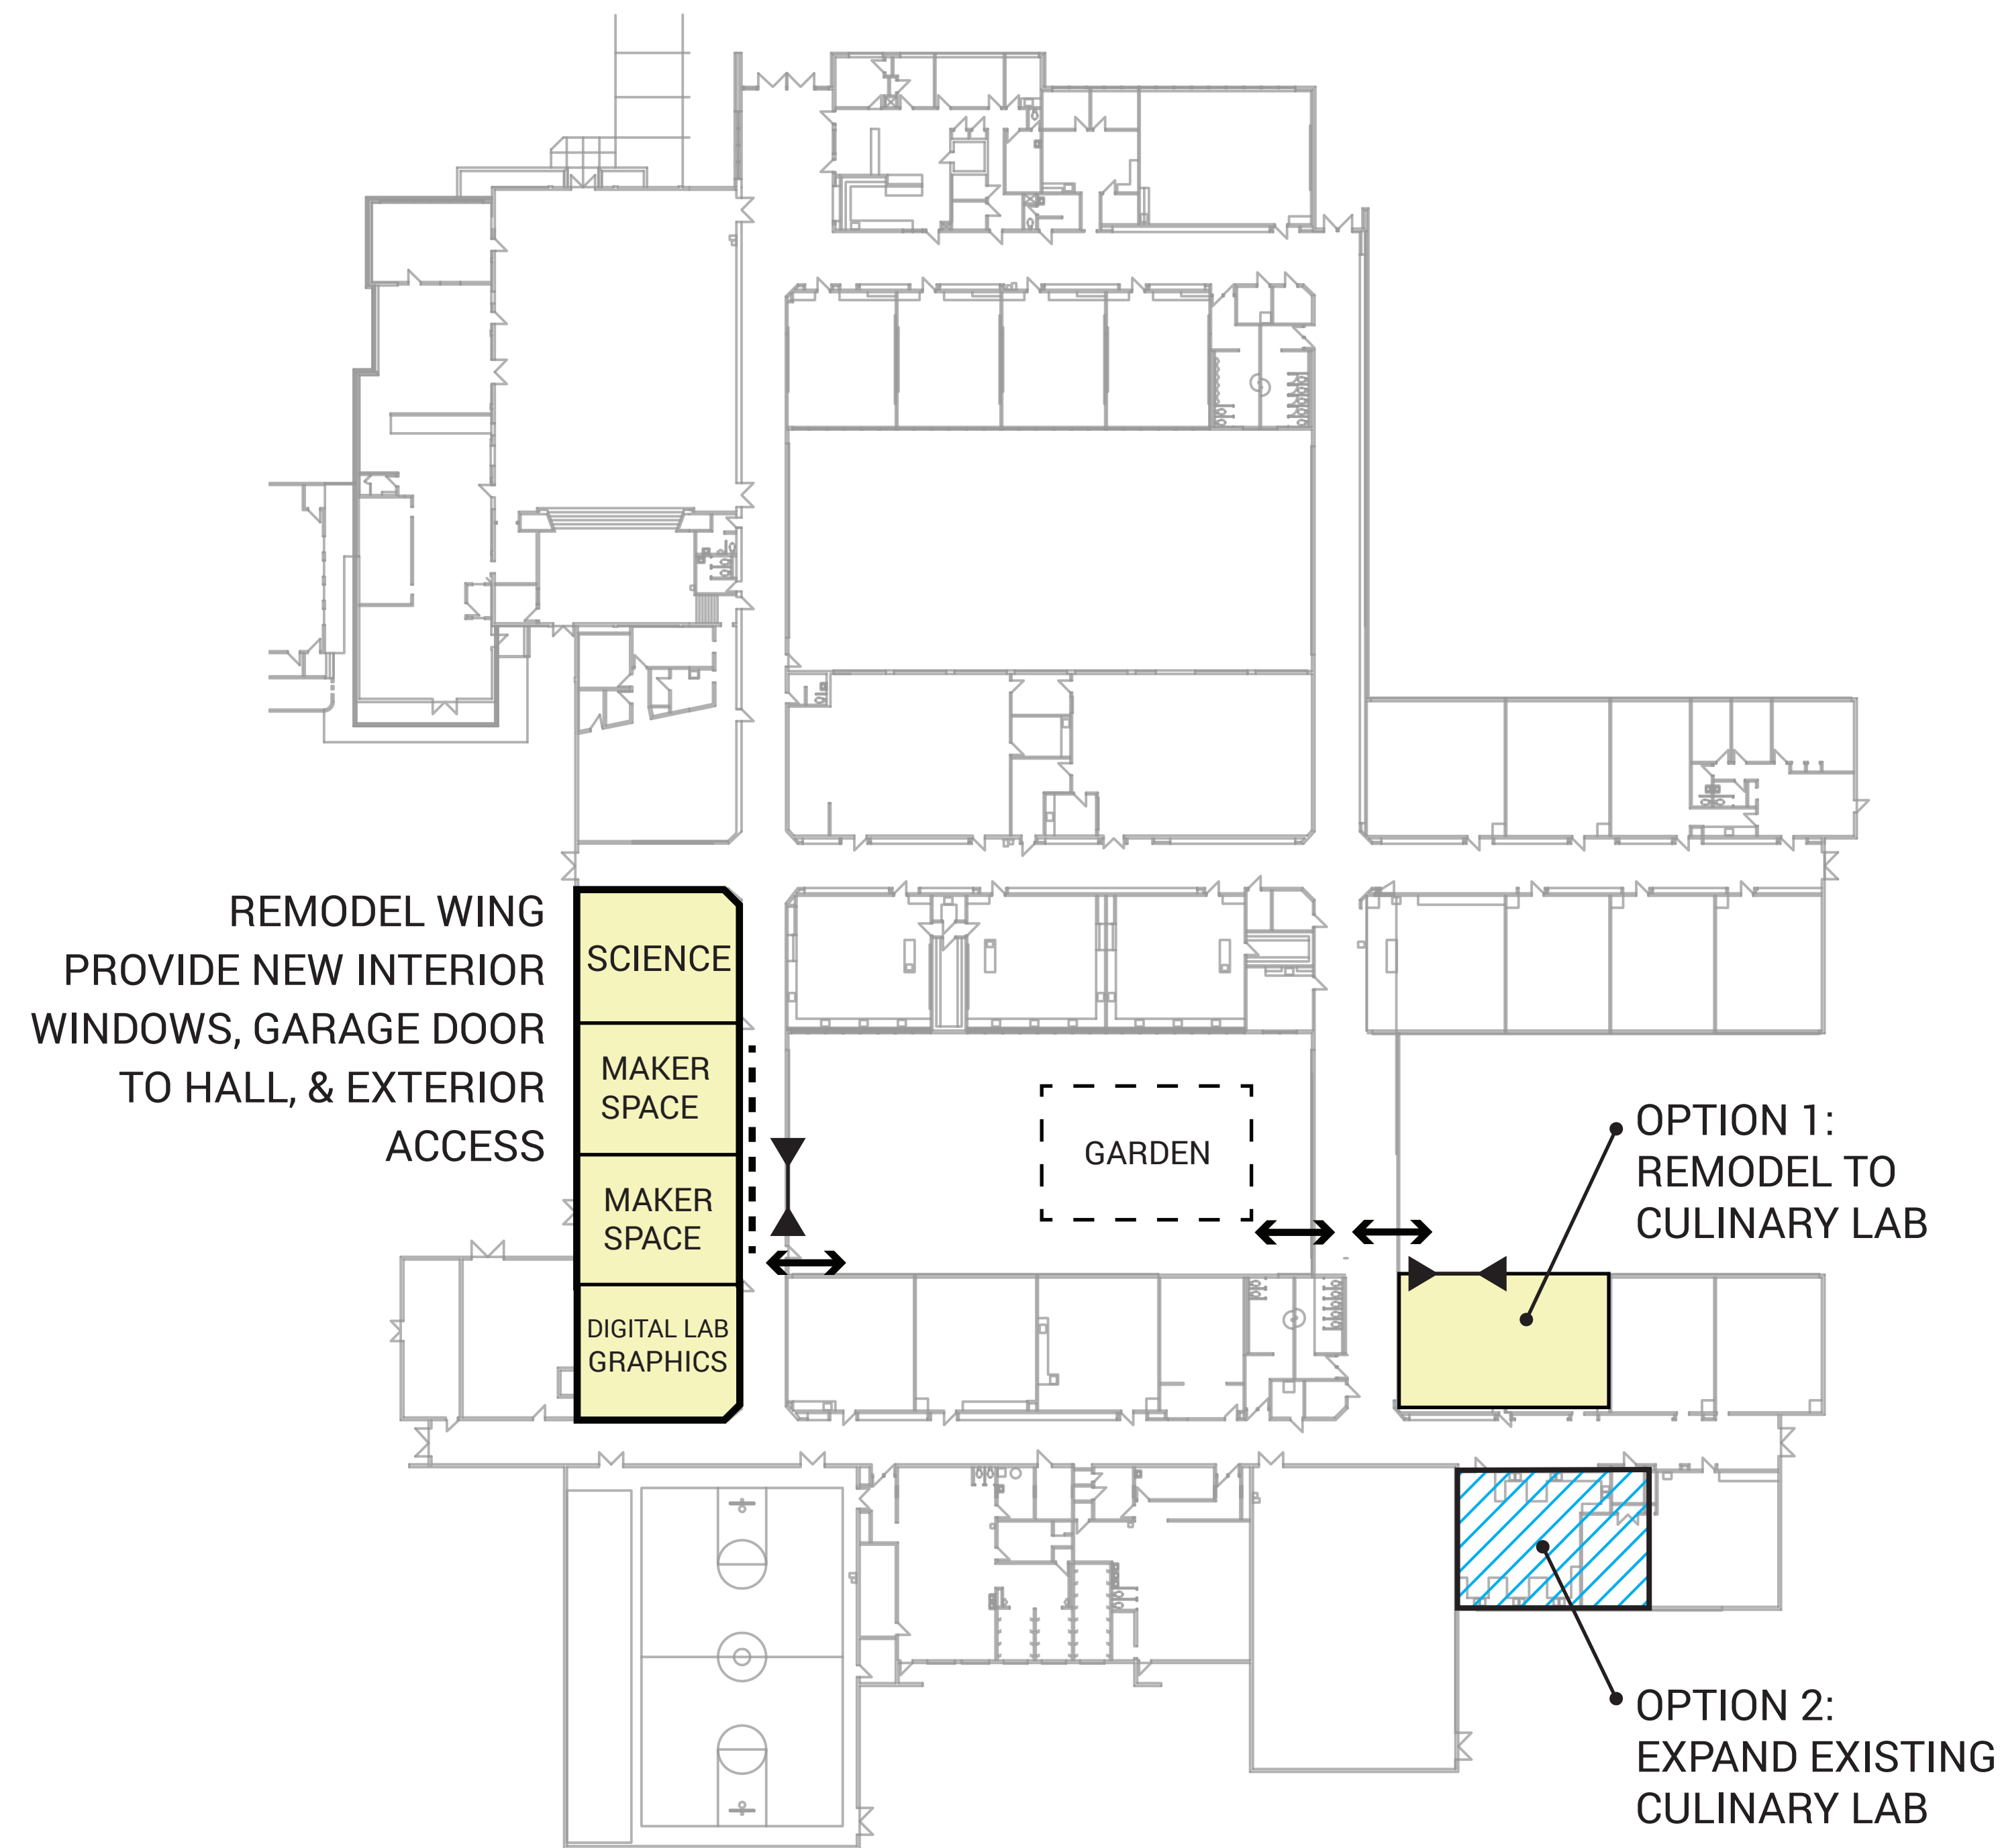 REMODEL WING
PROVIDE NEW INTERIOR
WINDOWS, GARAGE DOOR
TO HALL, & EXTERIOR
ACCESS
SCIENCE
MAKER
SPACE
MAKER
SPACE
DIGITAL LAB
GRAPHICS
GARDEN
OPTION 1:
REMODEL TO
CULINARY LAB
OPTION 2:
EXPAND EXISTING
CULINARY LAB